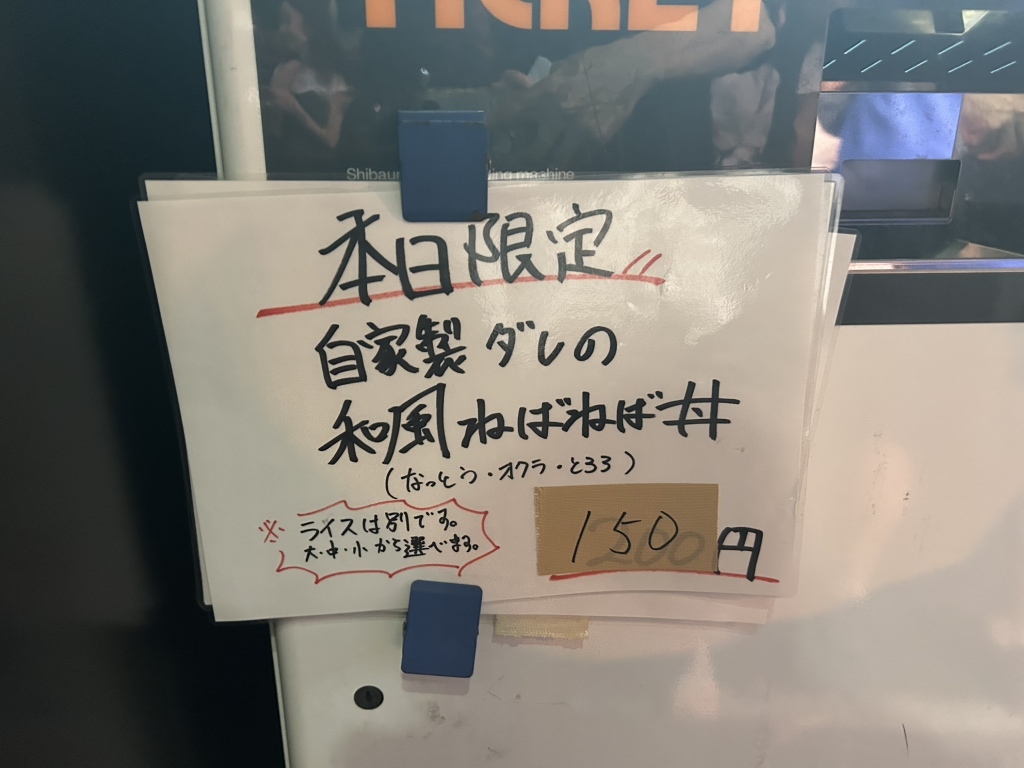 TICKET
本日限定
自家製ダレの
和風ねばねば丼
(なっとう・オクラ・とろろ)
※ライスは別です。
大・中・小から選べます。
150円